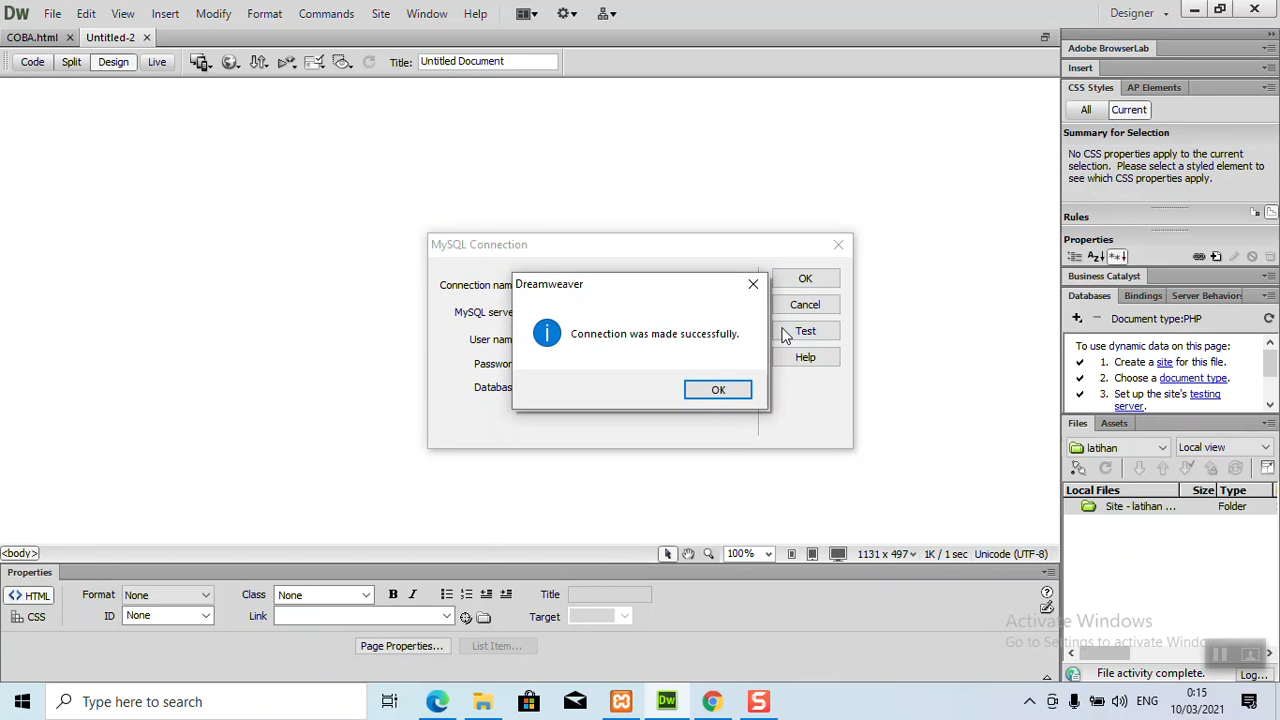 Dw File Edit View Insert Modify Format Commands Site Window Help Designer
COBA.html Untitled-2
Code Split Design Live Title: Untitled Document
Adobe BrowserLab
Insert
CSS Styles AP Elements
All Current
Summary for Selection
No CSS properties apply to the current
selection. Please select a styled element to
see which CSS properties apply.
Rules
Properties
Business Catalyst
Databases Bindings Server Behaviors
Document type:PHP
To use dynamic data on this page:
1. Create a site for this file.
2. Choose a document type.
3. Set up the site's testing
server.
Files Assets
latihan Local view
Local Files Size Type
Site - latihan ... Folder
MySQL Connection
Connection nam
MySQL serve
User nam
Passwor
Databas
OK
Cancel
Test
Help
Dreamweaver
Connection was made successfully.
OK
<body> 100% 1131 x 497 1K / 1 sec Unicode (UTF-8)
Properties
HTML Format None Class None B I Title
CSS ID None Link Target
Page Properties... List Item...
Activate Windows
Go to Settings to activate Windo
File activity complete. Log...
Type here to search
Dw
S
ENG
0:15
10/03/2021